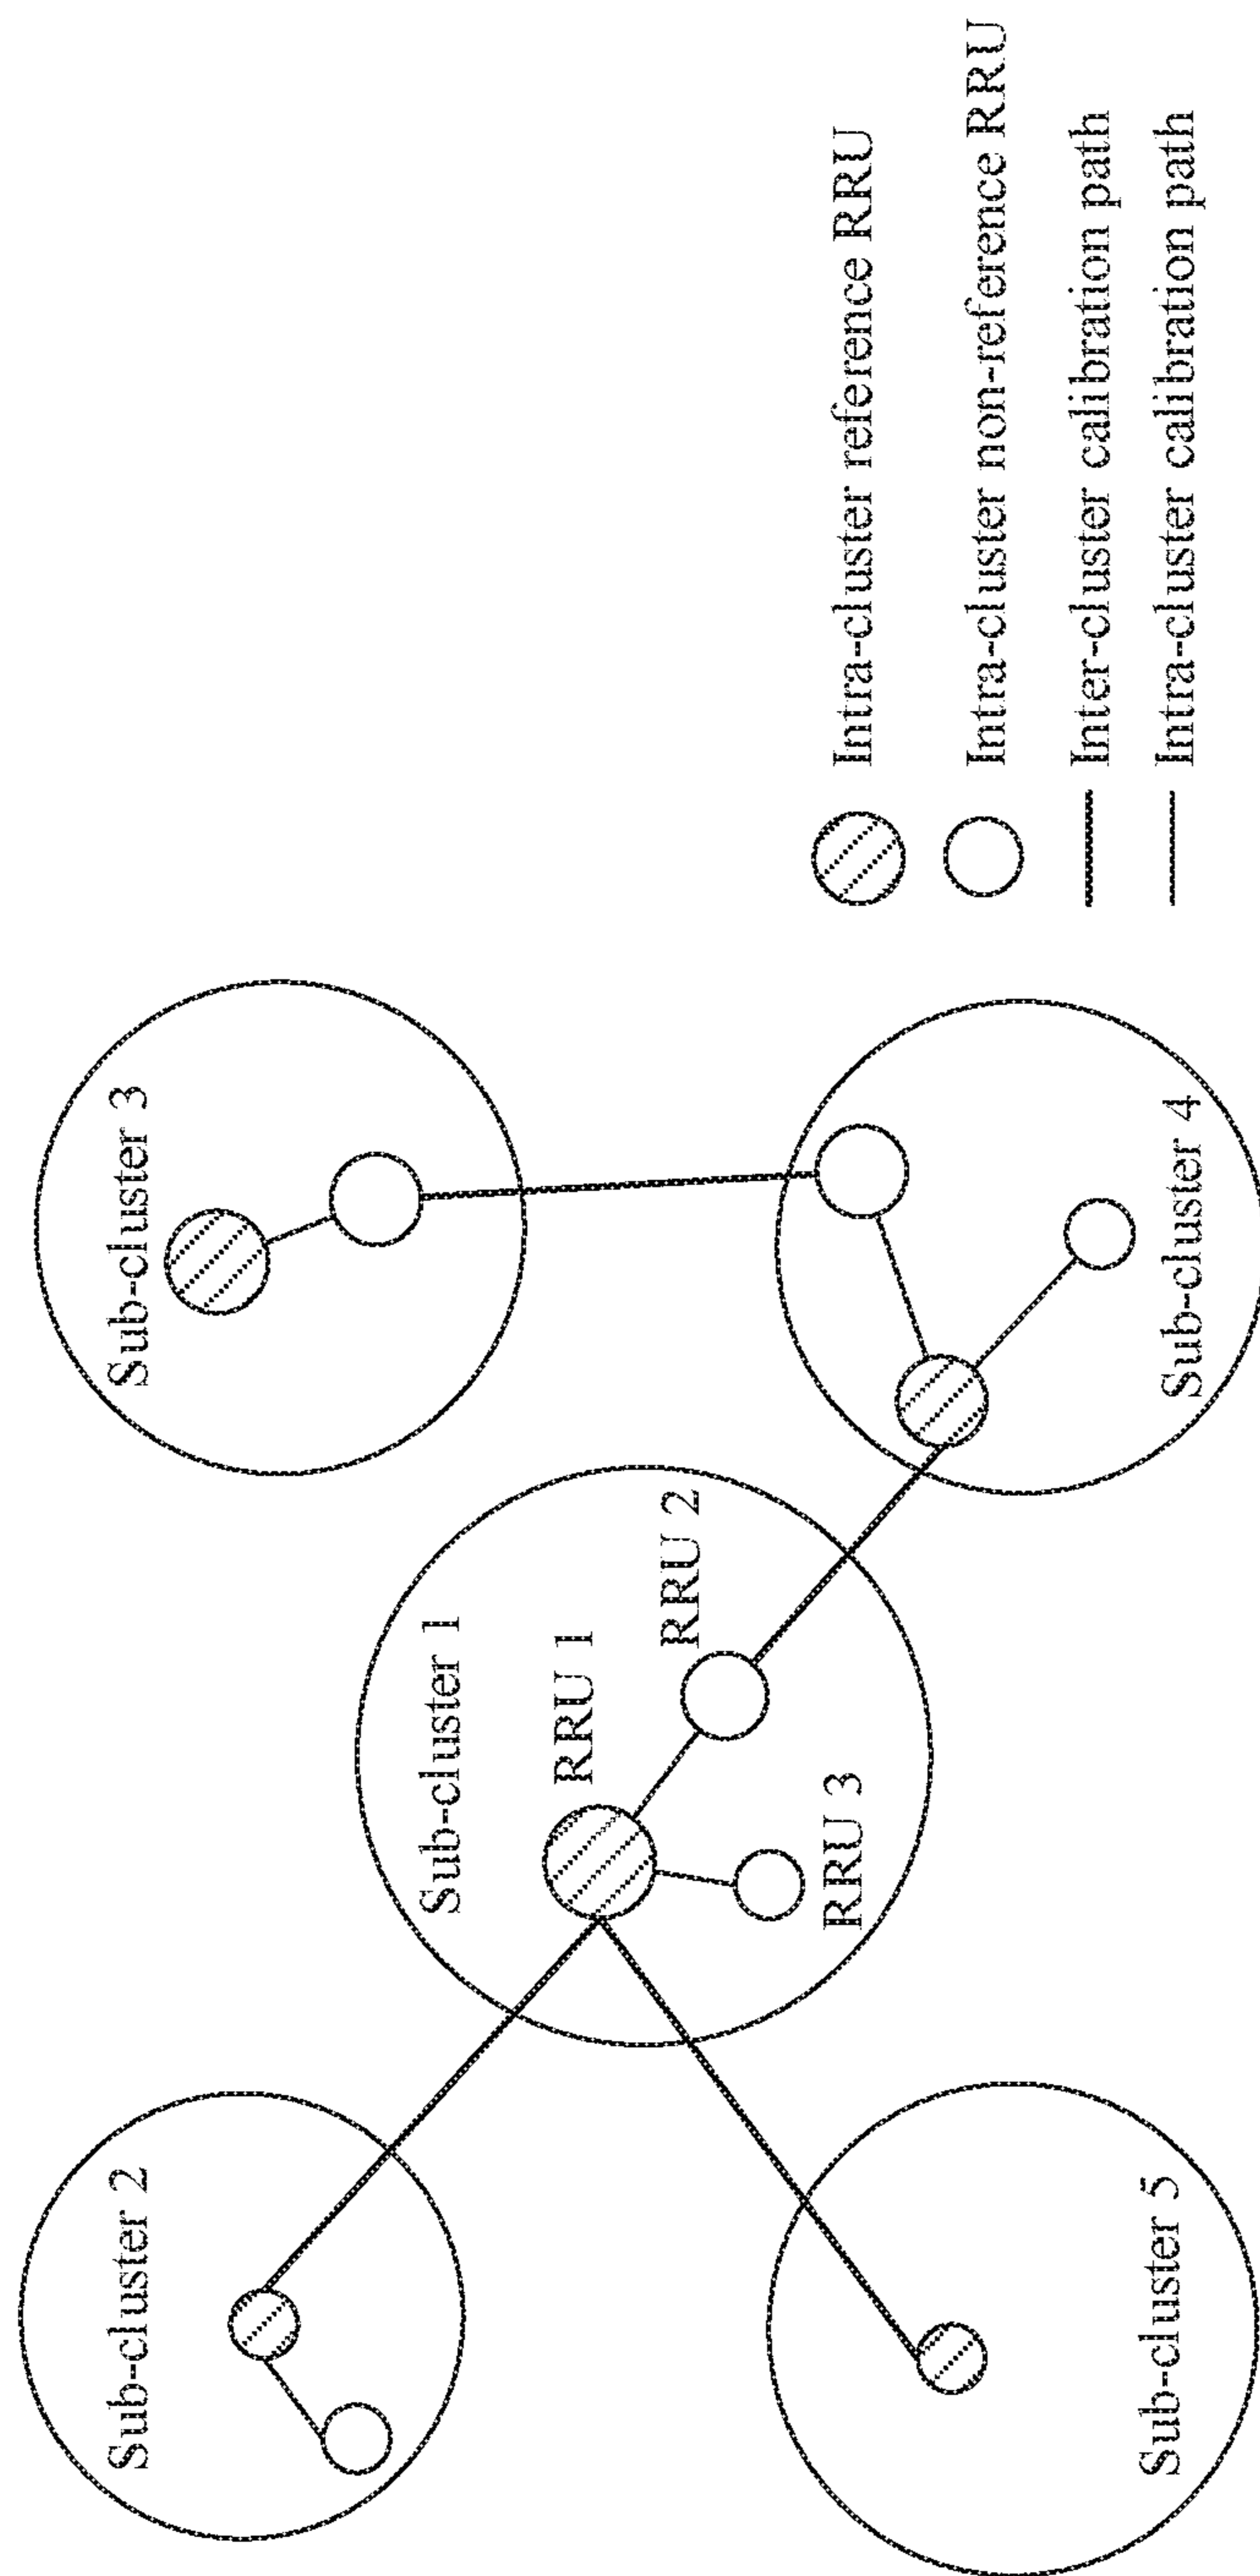 Sub-cluster 2
Sub-cluster 3
Sub-cluster 1
RRU 1
RRU 2
RRU 3
Sub-cluster 5
Sub-cluster 4
Intra-cluster reference RRU
Intra-cluster non-reference RRU
Inter-cluster calibration path
Intra-cluster calibration path